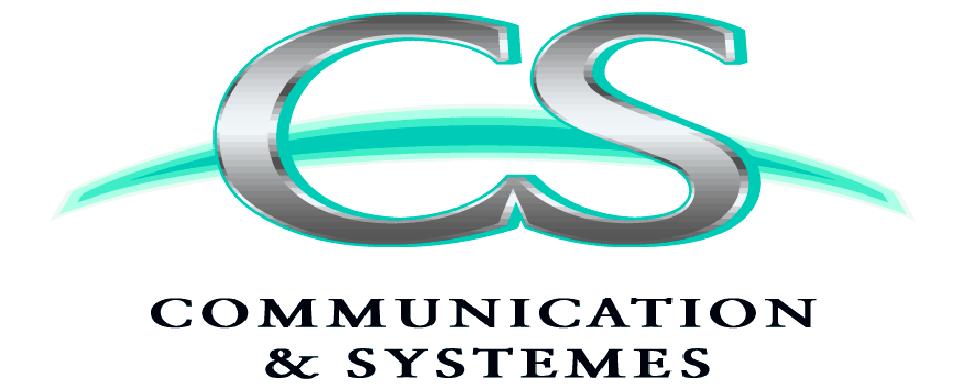 CS
COMMUNICATION
& SYSTEMES